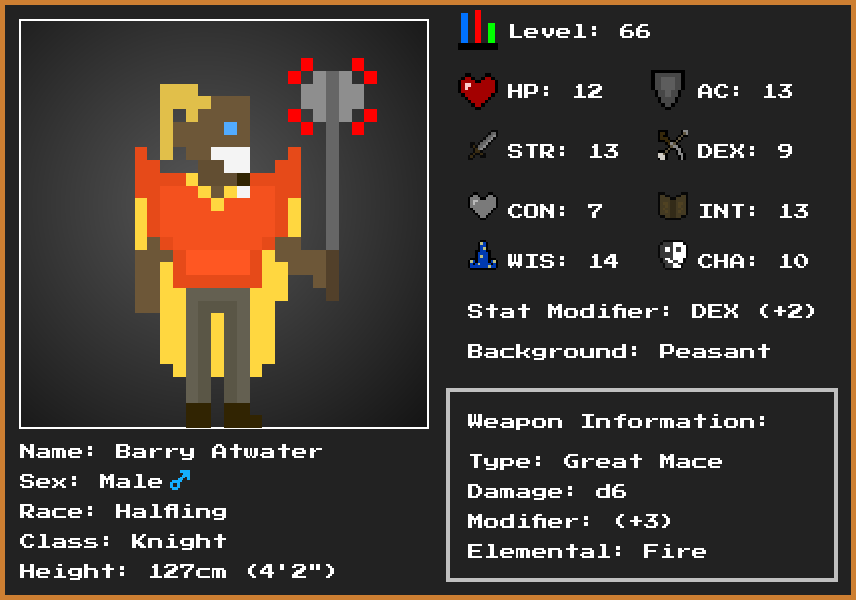 Level: 66
HP: 12
AC: 13
STR: 13
DEX: 9
CON: 7
INT: 13
WIS: 14
CHA: 10
Stat Modifier: DEX (+2)
Background: Peasant
Weapon Information:
Type: Great Mace
Damage: d6
Modifier: (+3)
Elemental: Fire
Name: Barry Atwater
Sex: Male ♂
Race: Halfling
Class: Knight
Height: 127cm (4'2")